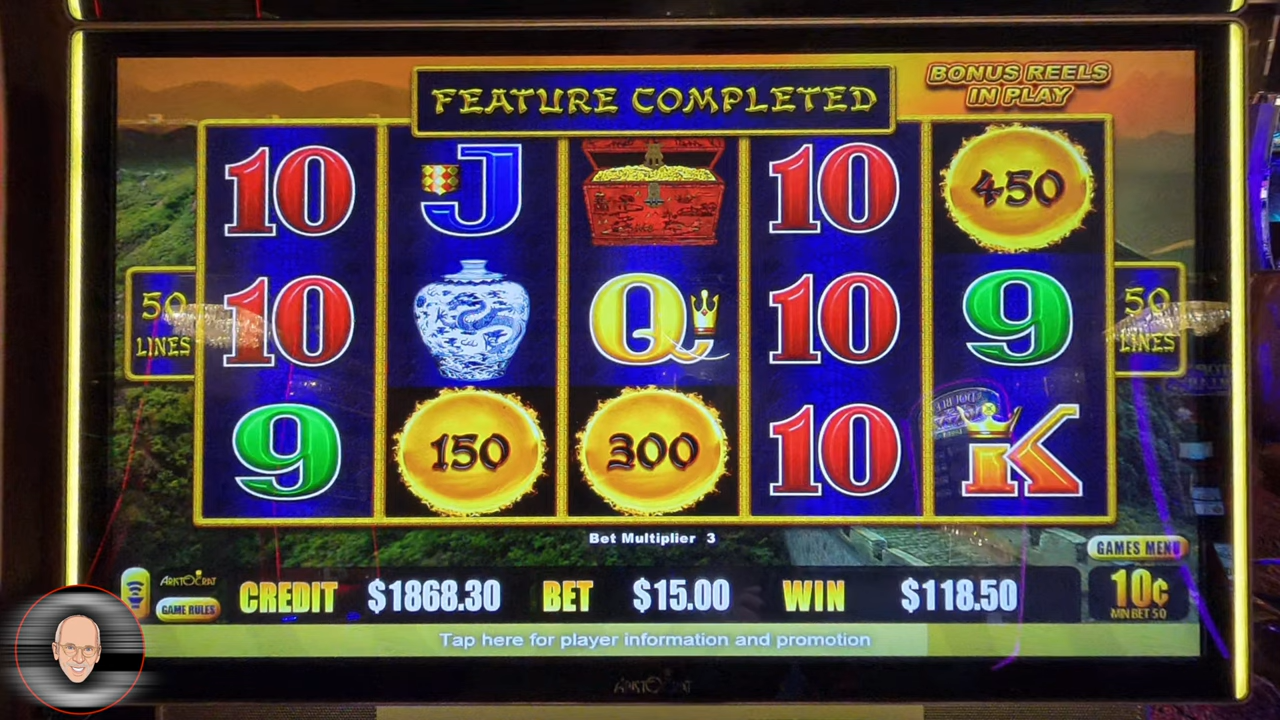 FEATURE COMPLETED
BONUS REELS
IN PLAY
10 J 10 450
50
LINES
10 Q 10 9
50
LINES
9 150 300 10 K
Bet Multiplier 3
GAMES MENU
ARISTOCRAT
GAME RULES
CREDIT $1868.30 BET $15.00 WIN $118.50
10¢
MIN BET 50
Tap here for player information and promotion
ARISTOCRAT